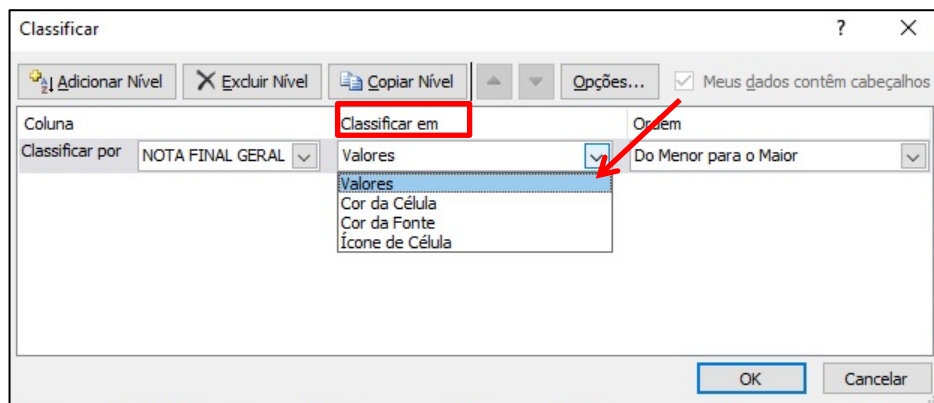 Classificar ?
Adicionar Nível Excluir Nível Copiar Nível Opções... Meus dados contêm cabeçalhos
Coluna Classificar em Ordem
Classificar por NOTA FINAL GERAL Valores Do Menor para o Maior
Valores
Cor da Célula
Cor da Fonte
Ícone de Célula
OK Cancelar